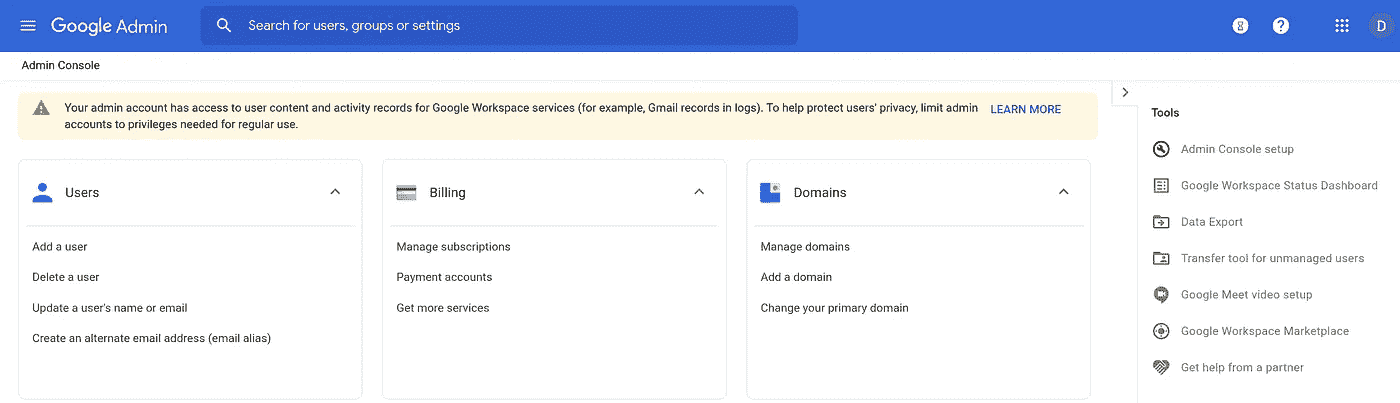 Google Admin
Search for users, groups or settings
D
Admin Console
Your admin account has access to user content and activity records for Google Workspace services (for example, Gmail records in logs). To help protect users' privacy, limit admin
accounts to privileges needed for regular use.
LEARN MORE
Users
Add a user
Delete a user
Update a user's name or email
Create an alternate email address (email alias)
Billing
Manage subscriptions
Payment accounts
Get more services
Domains
Manage domains
Add a domain
Change your primary domain
Tools
Admin Console setup
Google Workspace Status Dashboard
Data Export
Transfer tool for unmanaged users
Google Meet video setup
Google Workspace Marketplace
Get help from a partner